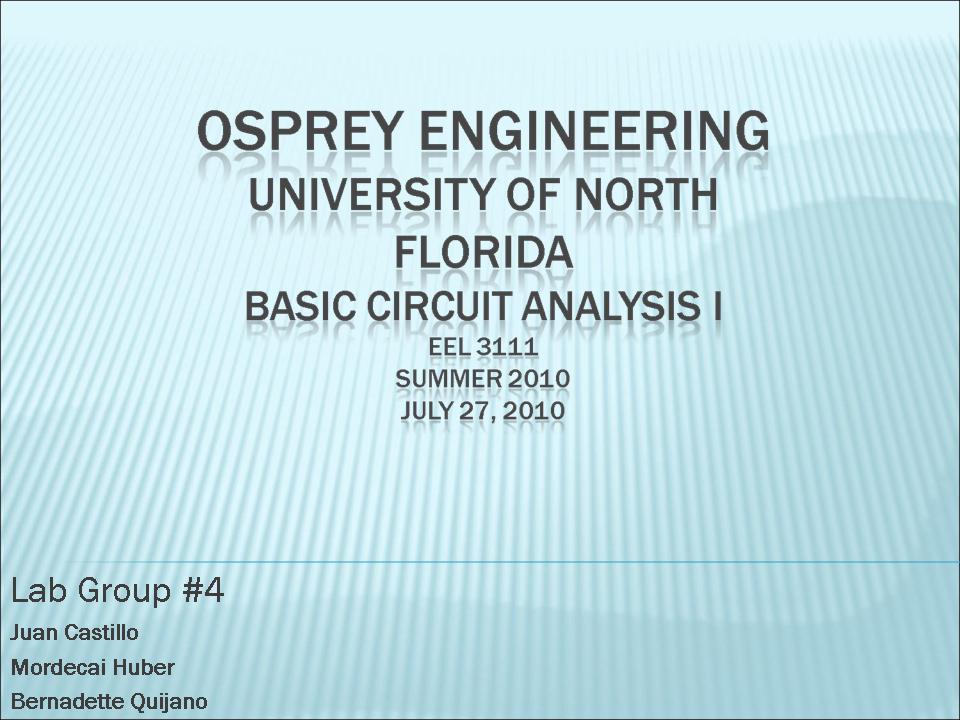 OSPREY ENGINEERING
UNIVERSITY OF NORTH
FLORIDA
BASIC CIRCUIT ANALYSIS I
EEL 3111
SUMMER 2010
JULY 27, 2010
Lab Group #4
Juan Castillo
Mordecai Huber
Bernadette Quijano